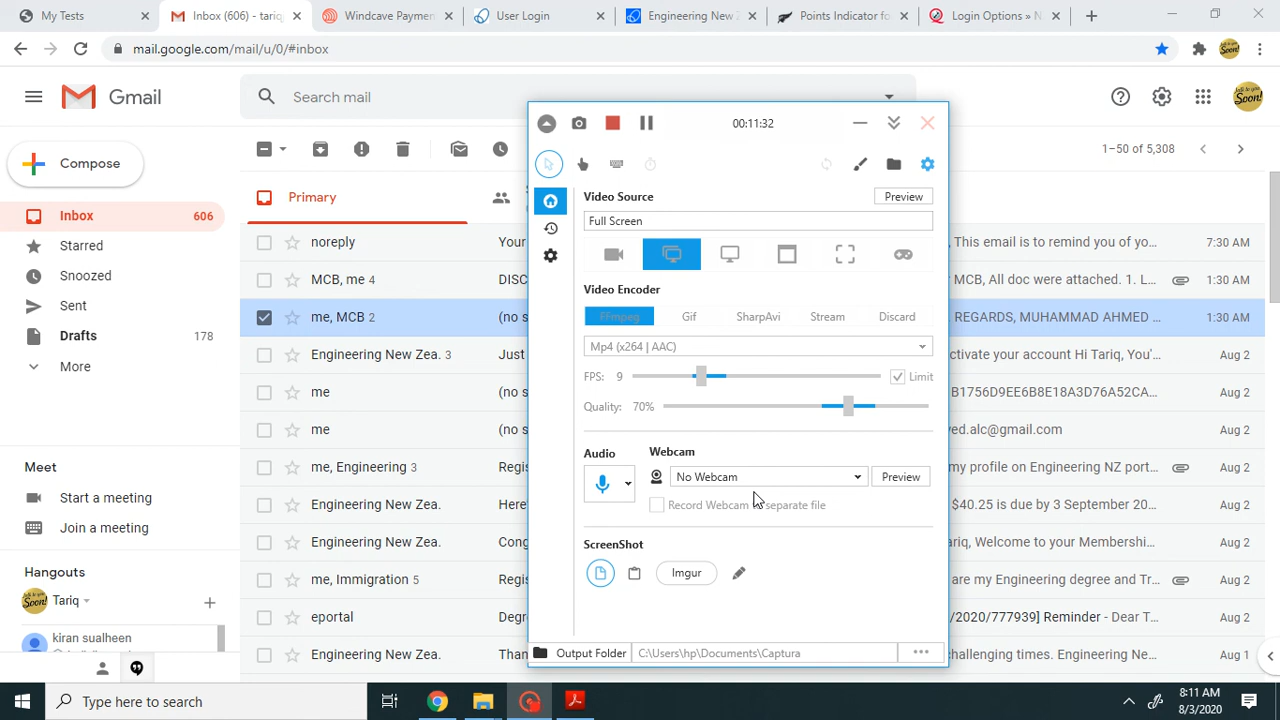 My Tests
Inbox (606) - tariq
Windcave Paymen
User Login
Engineering New Z
Points Indicator fo
Login Options » N
mail.google.com/mail/u/0/#inbox
Gmail
Search mail
Compose
1–50 of 5,308
Inbox
606
Starred
Snoozed
Sent
Drafts
178
More
Meet
Start a meeting
Join a meeting
Hangouts
Tariq
kiran sualheen
Primary
noreply
Your
, This email is to remind you of yo...
7:30 AM
MCB, me 4
DISC
MCB, All doc were attached. 1. L...
1:30 AM
me, MCB 2
(no s
REGARDS, MUHAMMAD AHMED ...
1:30 AM
Engineering New Zea. 3
Just
tivate your account Hi Tariq, You'...
Aug 2
me
(no s
B1756D9EE6B8E18A3D76A52CA...
Aug 2
me
(no s
ed.alc@gmail.com
Aug 2
me, Engineering 3
Regis
my profile on Engineering NZ port...
Aug 2
Engineering New Zea.
Here'
$40.25 is due by 3 September 20...
Aug 2
Engineering New Zea.
Cong
ariq, Welcome to your Membershi...
Aug 2
me, Immigration 5
Regis
are my Engineering degree and Tr...
Aug 2
eportal
Degr
/2020/777939] Reminder - Dear T...
Aug 2
Engineering New Zea.
Than
challenging times. Engineering Ne...
Aug 2
00:11:32
Video Source
Preview
Full Screen
Video Encoder
FFmpeg
Gif
SharpAvi
Stream
Discard
Mp4 (x264 | AAC)
FPS: 9
Limit
Quality: 70%
Audio
Webcam
No Webcam
Preview
Record Webcam separate file
ScreenShot
Imgur
Output Folder
C:\Users\hp\Documents\Captura
Type here to search
8:11 AM
8/3/2020